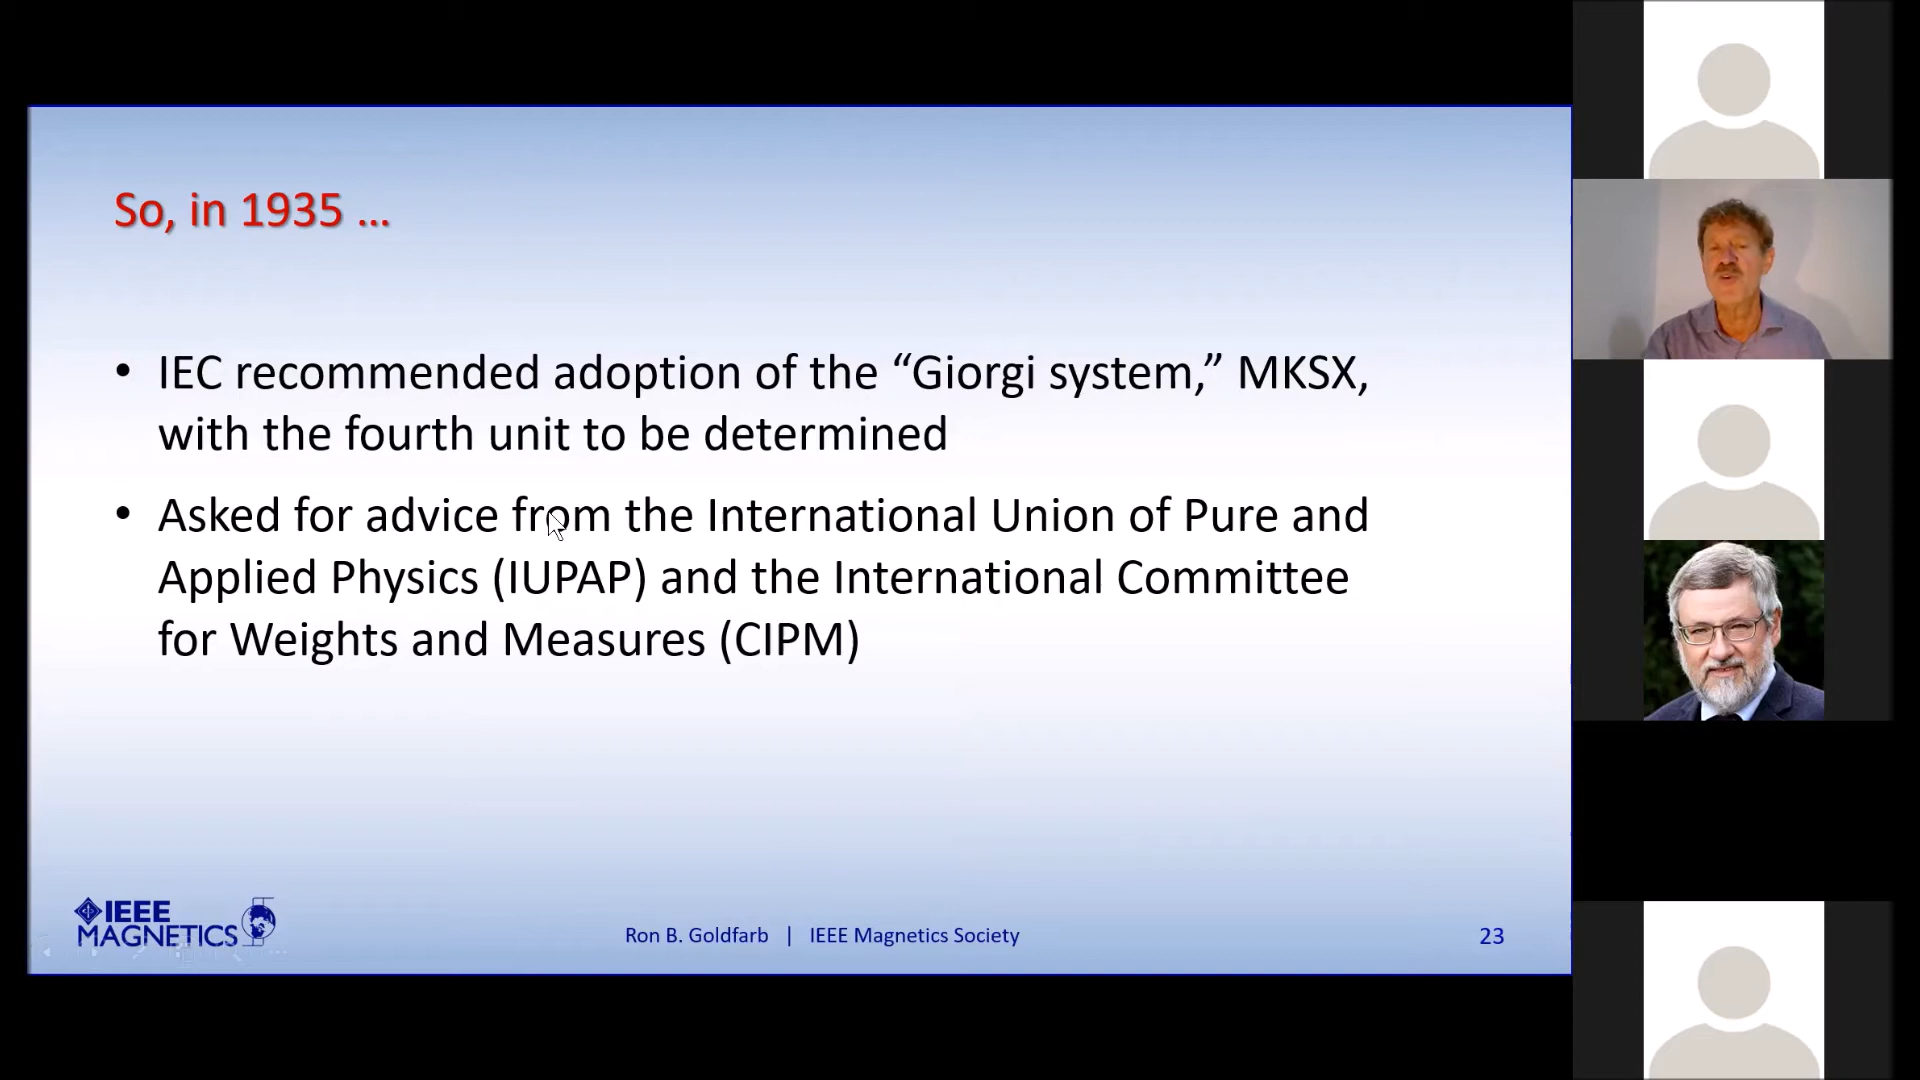 So, in 1935 ...
• IEC recommended adoption of the “Giorgi system,” MKSX,
with the fourth unit to be determined
• Asked for advice from the International Union of Pure and
Applied Physics (IUPAP) and the International Committee
for Weights and Measures (CIPM)
IEEE
MAGNETICS
Ron B. Goldfarb | IEEE Magnetics Society
23